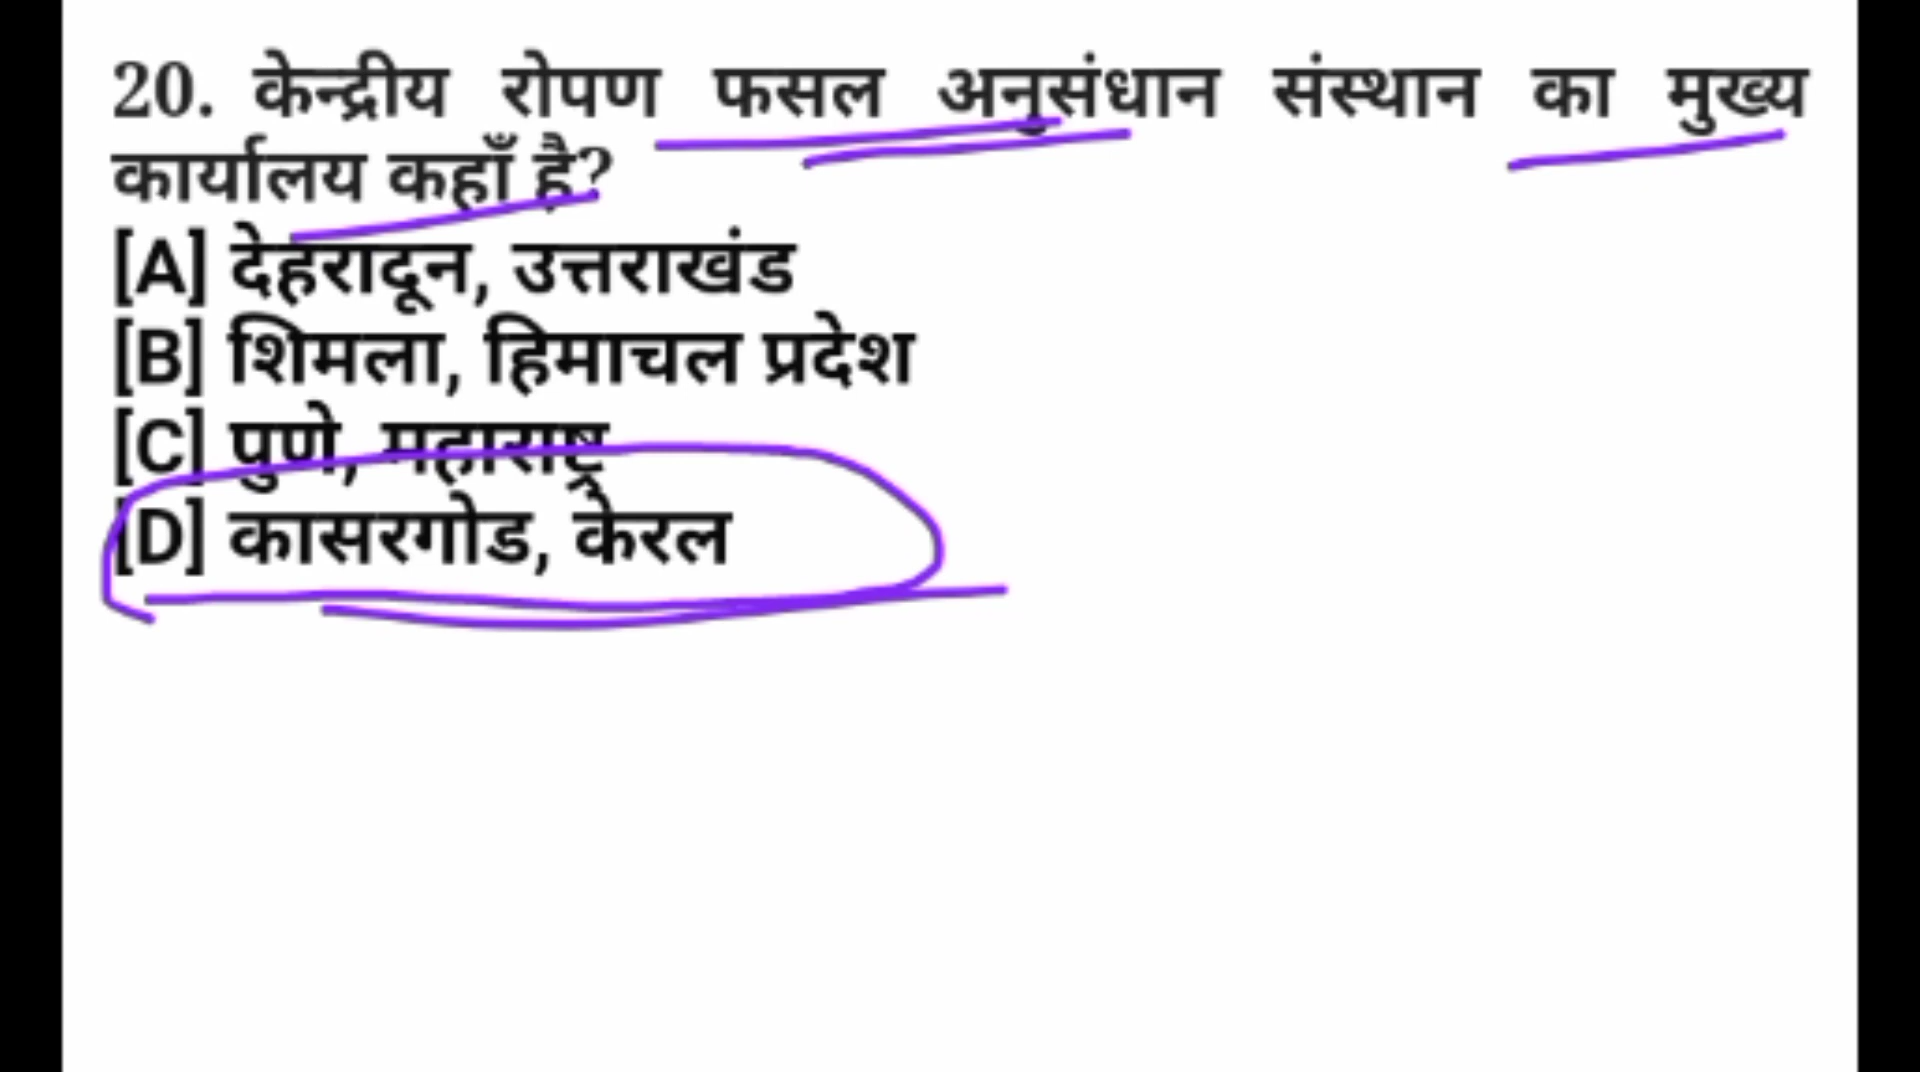 20. केन्द्रीय रोपण फसल अनुसंधान संस्थान का मुख्य
कार्यालय कहाँ है?
[A] देहरादून, उत्तराखंड
[B] शिमला, हिमाचल प्रदेश
[C] पुणे, महाराष्ट्र
[D] कासरगोड, केरल